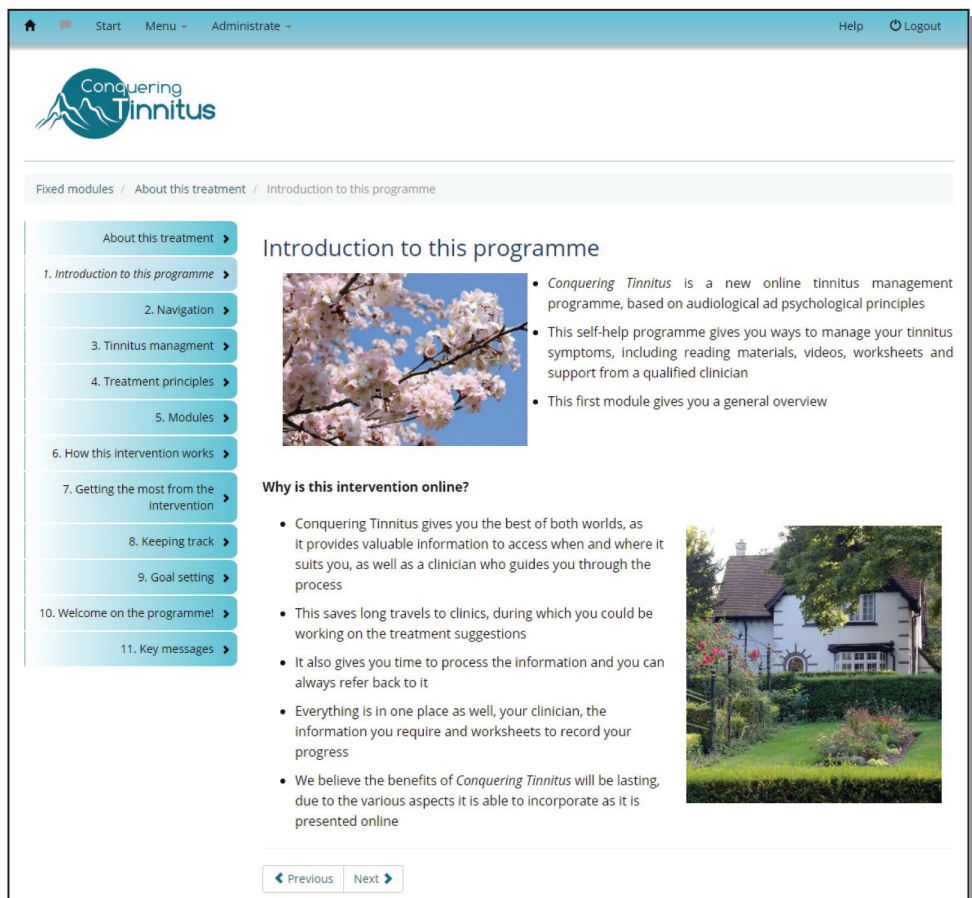 Start Menu Administrate Help Logout
Conquering
Tinnitus
Fixed modules / About this treatment / Introduction to this programme
About this treatment
1. Introduction to this programme
2. Navigation
3. Tinnitus managment
4. Treatment principles
5. Modules
6. How this intervention works
7. Getting the most from the
intervention
8. Keeping track
9. Goal setting
10. Welcome on the programme!
11. Key messages
Introduction to this programme
• Conquering Tinnitus is a new online tinnitus management
programme, based on audiological ad psychological principles
• This self-help programme gives you ways to manage your tinnitus
symptoms, including reading materials, videos, worksheets and
support from a qualified clinician
• This first module gives you a general overview
Why is this intervention online?
• Conquering Tinnitus gives you the best of both worlds, as
it provides valuable information to access when and where it
suits you, as well as a clinician who guides you through the
process
• This saves long travels to clinics, during which you could be
working on the treatment suggestions
• It also gives you time to process the information and you can
always refer back to it
• Everything is in one place as well, your clinician, the
information you require and worksheets to record your
progress
• We believe the benefits of Conquering Tinnitus will be lasting,
due to the various aspects it is able to incorporate as it is
presented online
Previous Next